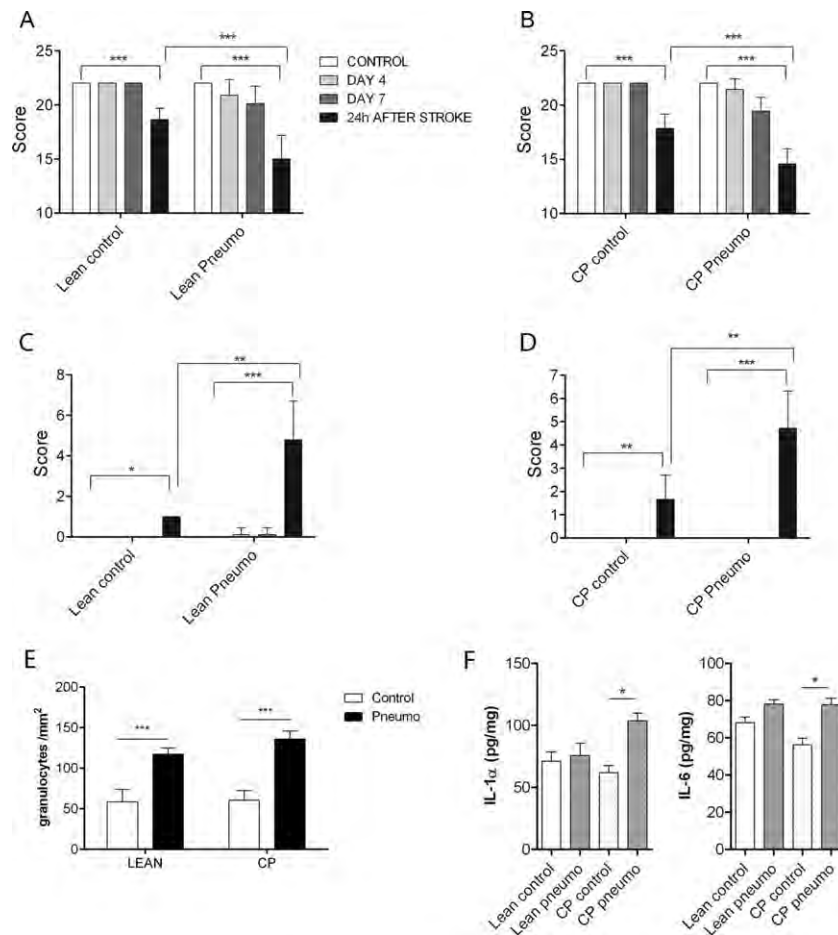 A
***
***
***
25
20
15
10
Score
Lean control
Lean Pneumo
CONTROL
DAY 4
DAY 7
24h AFTER STROKE
B
***
***
***
25
20
15
10
Score
CP control
CP Pneumo
C
**
***
*
8
6
4
2
0
Score
Lean control
Lean Pneumo
D
**
***
**
7
6
5
4
3
2
1
0
Score
CP control
CP Pneumo
E
200
150
100
50
0
granulocytes /mm²
***
***
LEAN
CP
Control
Pneumo
F
150
100
50
0
IL-1α (pg/mg)
*
Lean control
Lean pneumo
CP control
CP pneumo
100
80
60
40
20
0
IL-6 (pg/mg)
*
Lean control
Lean pneumo
CP control
CP pneumo